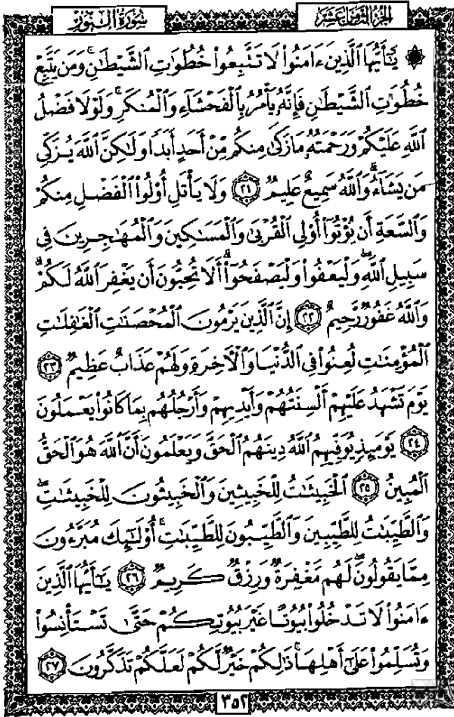 الجزء الثامن عشر
سورة النور
۞ يَٰٓأَيُّهَا ٱلَّذِينَ ءَامَنُوا۟ لَا تَتَّبِعُوا۟ خُطُوَٰتِ ٱلشَّيْطَٰنِ ۚ وَمَن يَتَّبِعْ
خُطُوَٰتِ ٱلشَّيْطَٰنِ فَإِنَّهُۥ يَأْمُرُ بِٱلْفَحْشَآءِ وَٱلْمُنكَرِ ۚ وَلَوْلَا فَضْلُ
ٱللَّهِ عَلَيْكُمْ وَرَحْمَتُهُۥ مَا زَكَىٰ مِنكُم مِّنْ أَحَدٍ أَبَدًا وَلَٰكِنَّ ٱللَّهَ يُزَكِّى
مَن يَشَآءُ ۗ وَٱللَّهُ سَمِيعٌ عَلِيمٌ ٢١ وَلَا يَأْتَلِ أُو۟لُوا۟ ٱلْفَضْلِ مِنكُمْ
وَٱلسَّعَةِ أَن يُؤْتُوٓا۟ أُو۟لِى ٱلْقُرْبَىٰ وَٱلْمَسَٰكِينَ وَٱلْمُهَٰجِرِينَ فِى
سَبِيلِ ٱللَّهِ ۖ وَلْيَعْفُوا۟ وَلْيَصْفَحُوٓا۟ ۗ أَلَا تُحِبُّونَ أَن يَغْفِرَ ٱللَّهُ لَكُمْ ۗ
وَٱللَّهُ غَفُورٌ رَّحِيمٌ ٢٢ إِنَّ ٱلَّذِينَ يَرْمُونَ ٱلْمُحْصَنَٰتِ ٱلْغَٰفِلَٰتِ
ٱلْمُؤْمِنَٰتِ لُعِنُوا۟ فِى ٱلدُّنْيَا وَٱلْءَاخِرَةِ وَلَهُمْ عَذَابٌ عَظِيمٌ ٢٣
يَوْمَ تَشْهَدُ عَلَيْهِمْ أَلْسِنَتُهُمْ وَأَيْدِيهِمْ وَأَرْجُلُهُم بِمَا كَانُوا۟ يَعْمَلُونَ
٢٤ يَوْمَئِذٍ يُوَفِّيهِمُ ٱللَّهُ دِينَهُمُ ٱلْحَقَّ وَيَعْلَمُونَ أَنَّ ٱللَّهَ هُوَ ٱلْحَقُّ
ٱلْمُبِينُ ٢٥ ٱلْخَبِيثَٰتُ لِلْخَبِيثِينَ وَٱلْخَبِيثُونَ لِلْخَبِيثَٰتِ ۖ
وَٱلطَّيِّبَٰتُ لِلطَّيِّبِينَ وَٱلطَّيِّبُونَ لِلطَّيِّبَٰتِ ۚ أُو۟لَٰٓئِكَ مُبَرَّءُونَ
مِمَّا يَقُولُونَ ۖ لَهُم مَّغْفِرَةٌ وَرِزْقٌ كَرِيمٌ ٢٦ يَٰٓأَيُّهَا ٱلَّذِينَ
ءَامَنُوا۟ لَا تَدْخُلُوا۟ بُيُوتًا غَيْرَ بُيُوتِكُمْ حَتَّىٰ تَسْتَأْنِسُوا۟
وَتُسَلِّمُوا۟ عَلَىٰٓ أَهْلِهَا ۚ ذَٰلِكُمْ خَيْرٌ لَّكُمْ لَعَلَّكُمْ تَذَكَّرُونَ ٢٧
٣٥٢